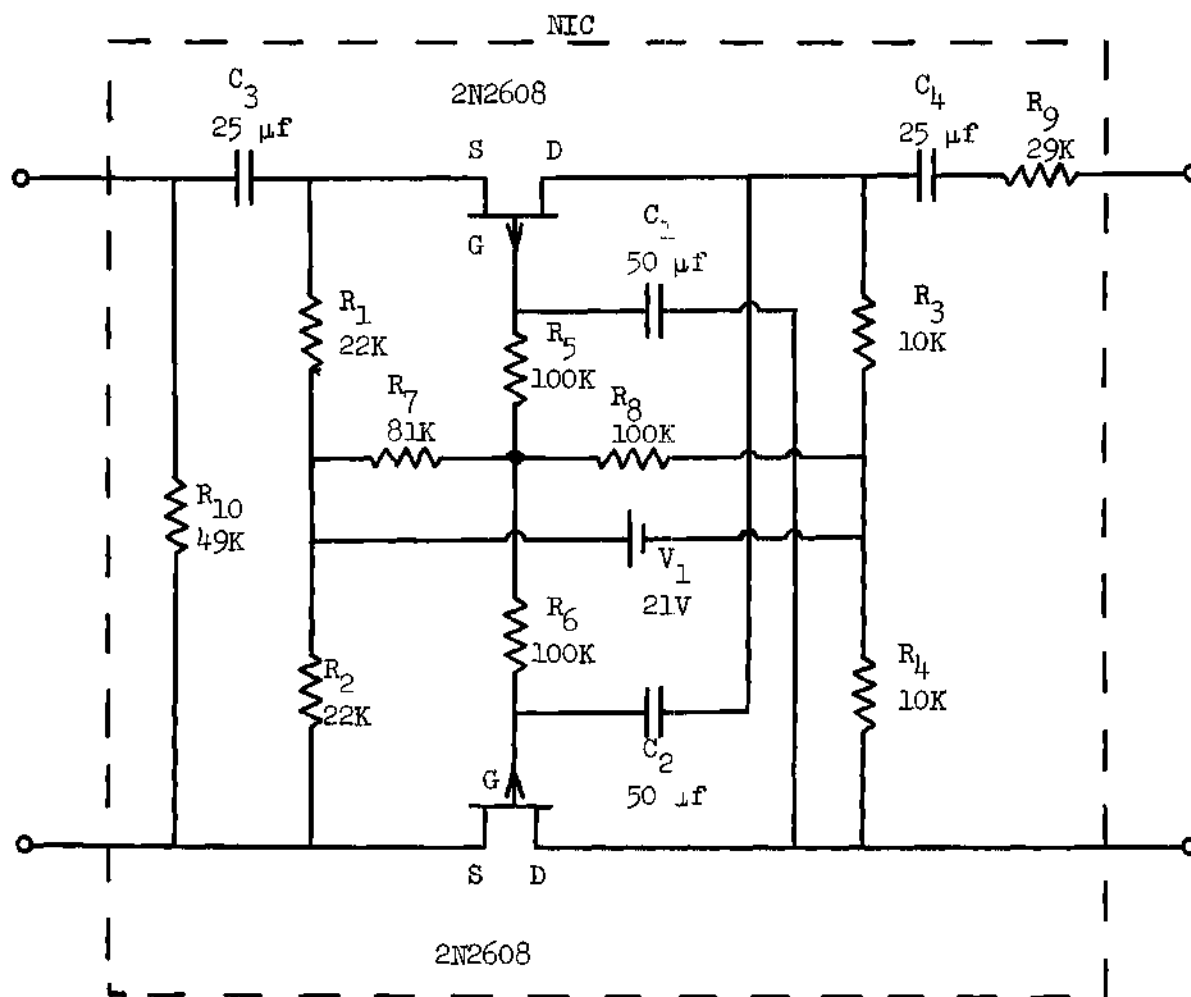 NIC
C3
25 μf
2N2608
C4
25 μf
R9
29K
S D
G
C1
50 μf
R1
22K
R5
100K
R3
10K
R7
81K
R8
100K
R10
49K
V1
21V
R6
100K
R2
22K
R4
10K
C2
50 μf
G
S D
2N2608